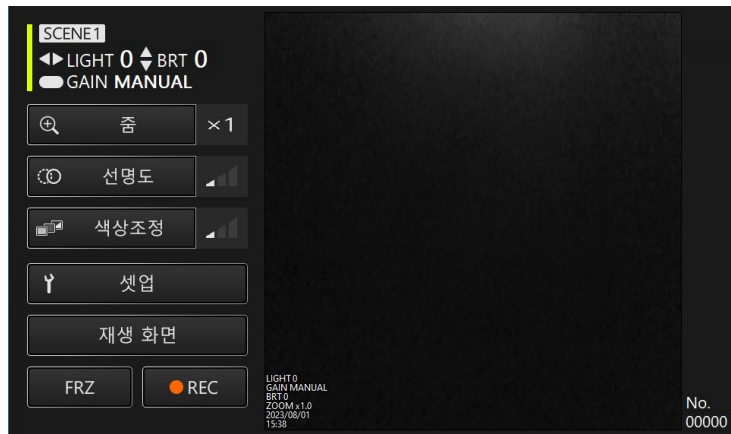 SCENE1
LIGHT 0 BRT 0
GAIN MANUAL
줌 ×1
선명도
색상조정
셋업
재생 화면
FRZ REC
LIGHT 0
GAIN MANUAL
BRT 0
ZOOM x1.0
2023/08/01
15:38
No.
00000